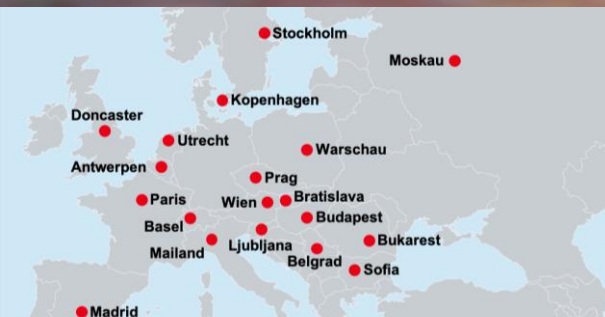 Stockholm
Moskau
Kopenhagen
Doncaster
Utrecht
Warschau
Antwerpen
Prag
Paris
Wien
Bratislava
Basel
Budapest
Mailand
Ljubljana
Bukarest
Belgrad
Sofia
Madrid